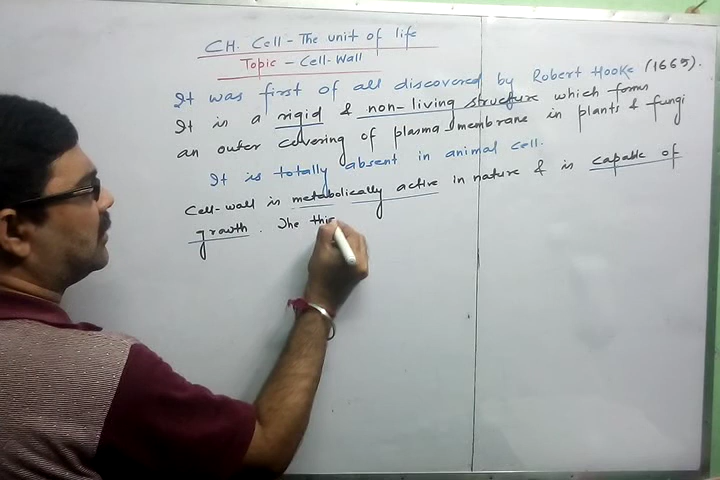 CH. Cell - The unit of life
Topic - Cell-Wall
It was first of all discovered by Robert Hooke (1665).
It is a rigid & non-living structure which forms
an outer covering of plasma-membrane in plants & fungi
It is totally absent in animal cell.
Cell-wall is metabolically active in nature & is capable of
growth. The thi